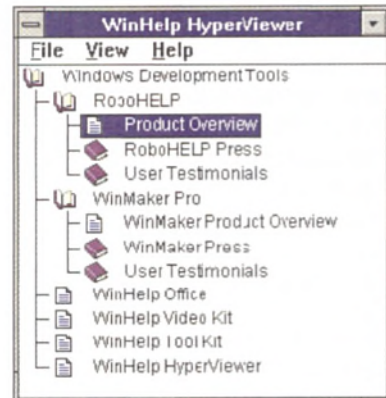 WinHelp HyperViewer
File View Help
Windows Development Tools
RoboHELP
Product Overview
RoboHELP Press
User Testimonials
WinMaker Pro
WinMaker Product Overview
WinMaker Press
User Testimonials
WinHelp Office
WinHelp Video Kit
WinHelp Tool Kit
WinHelp HyperViewer